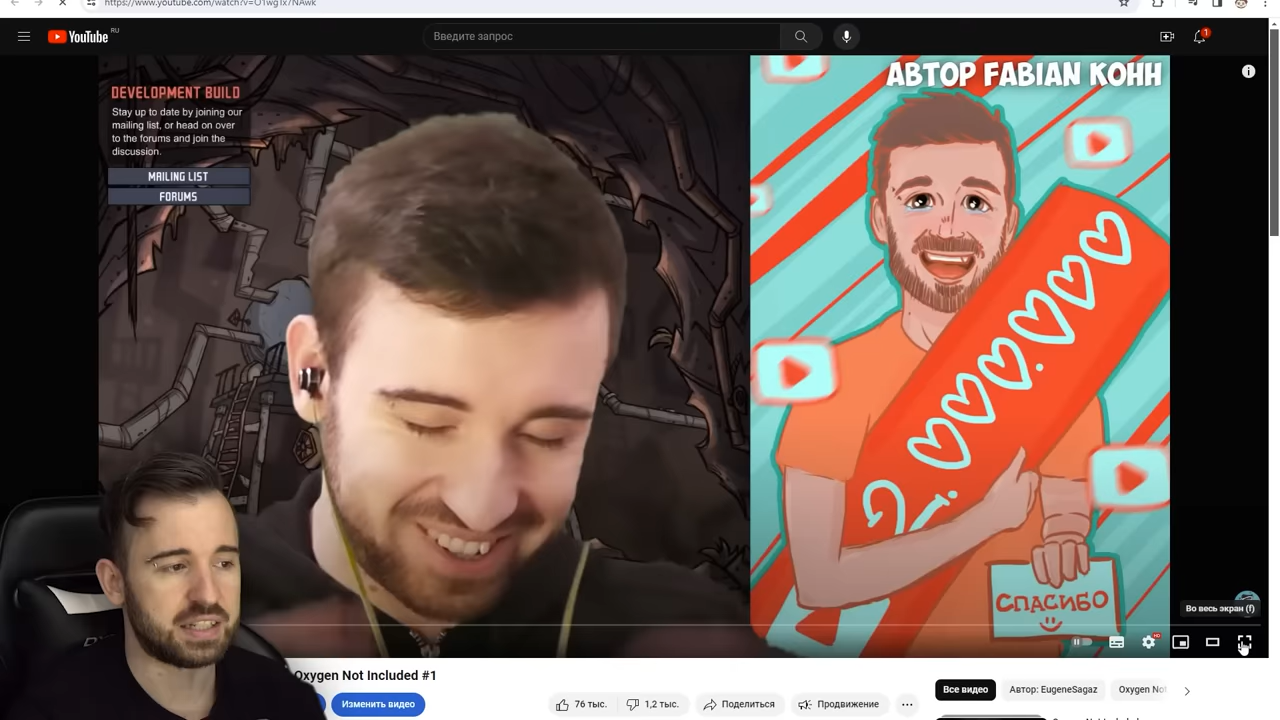 https://www.youtube.com/watch?v=O1wg1x7NAwk
YouTube RU
Введите запрос
1
DEVELOPMENT BUILD
Stay up to date by joining our
mailing list, or head on over
to the forums and join the
discussion.
MAILING LIST
FORUMS
АВТОР FABIAN КОНН
СПАСИБО
Во весь экран (f)
HD
Oxygen Not Included #1
Изменить видео
76 тыс.
1,2 тыс.
Поделиться
Продвижение
Все видео
Автор: EugeneSagaz
Oxygen Not